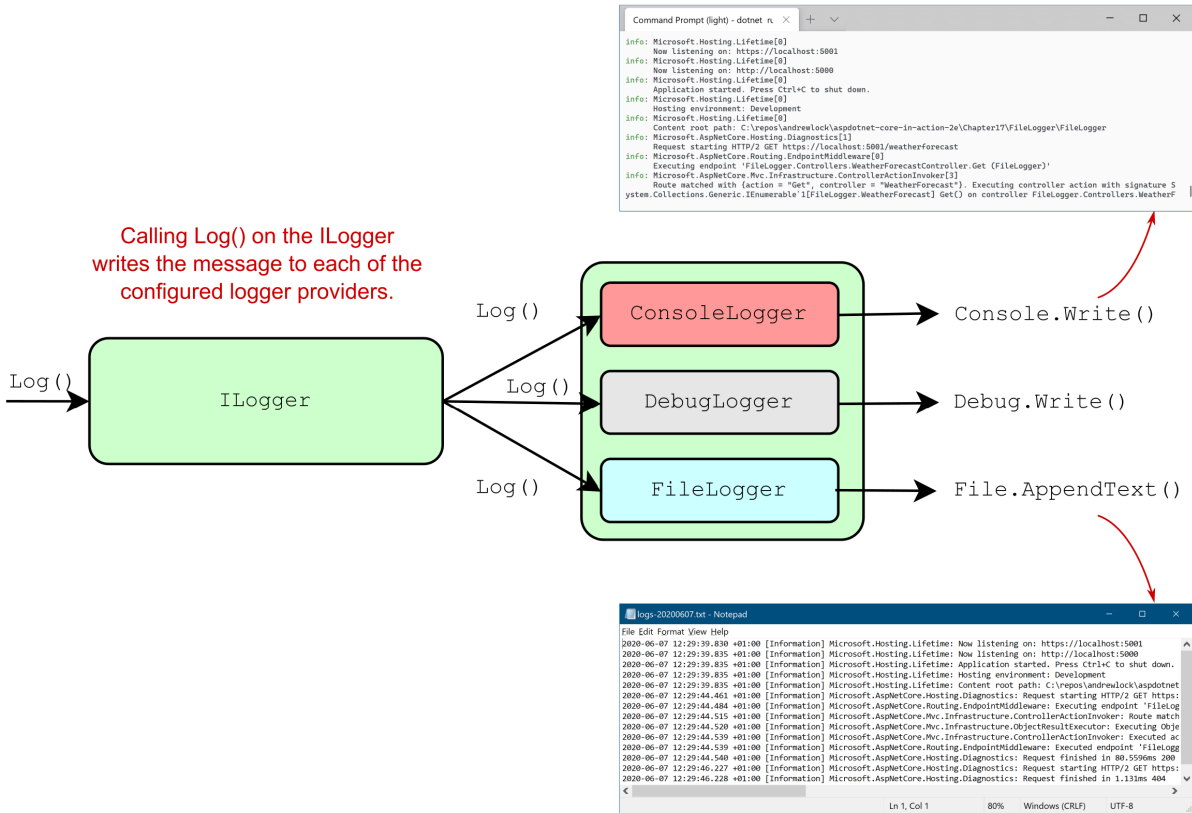 Command Prompt (light) - dotnet ru
info: Microsoft.Hosting.Lifetime[0]
Now listening on: https://localhost:5001
info: Microsoft.Hosting.Lifetime[0]
Now listening on: http://localhost:5000
info: Microsoft.Hosting.Lifetime[0]
Application started. Press Ctrl+C to shut down.
info: Microsoft.Hosting.Lifetime[0]
Hosting environment: Development
info: Microsoft.Hosting.Lifetime[0]
Content root path: C:\repos\andrewlock\aspdotnet-core-in-action-2e\Chapter17\FileLogger\FileLogger
info: Microsoft.AspNetCore.Hosting.Diagnostics[1]
Request starting HTTP/2 GET https://localhost:5001/weatherforecast
info: Microsoft.AspNetCore.Routing.EndpointMiddleware[0]
Executing endpoint 'FileLogger.Controllers.WeatherForecastController.Get (FileLogger)'
info: Microsoft.AspNetCore.Mvc.Infrastructure.ControllerActionInvoker[3]
Route matched with {action = "Get", controller = "WeatherForecast"}. Executing controller action with signature S
ystem.Collections.Generic.IEnumerable`1[FileLogger.WeatherForecast] Get() on controller FileLogger.Controllers.WeatherF
Calling Log() on the ILogger
writes the message to each of the
configured logger providers.
Log()
ILogger
Log()
Log()
Log()
ConsoleLogger
DebugLogger
FileLogger
Console.Write()
Debug.Write()
File.AppendText()
logs-20200607.txt - Notepad
File Edit Format View Help
2020-06-07 12:29:39.830 +01:00 [Information] Microsoft.Hosting.Lifetime: Now listening on: https://localhost:5001
2020-06-07 12:29:39.835 +01:00 [Information] Microsoft.Hosting.Lifetime: Now listening on: http://localhost:5000
2020-06-07 12:29:39.835 +01:00 [Information] Microsoft.Hosting.Lifetime: Application started. Press Ctrl+C to shut down.
2020-06-07 12:29:39.835 +01:00 [Information] Microsoft.Hosting.Lifetime: Hosting environment: Development
2020-06-07 12:29:39.835 +01:00 [Information] Microsoft.Hosting.Lifetime: Content root path: C:\repos\andrewlock\aspdotnet
2020-06-07 12:29:44.461 +01:00 [Information] Microsoft.AspNetCore.Hosting.Diagnostics: Request starting HTTP/2 GET https:
2020-06-07 12:29:44.484 +01:00 [Information] Microsoft.AspNetCore.Routing.EndpointMiddleware: Executing endpoint 'FileLog
2020-06-07 12:29:44.515 +01:00 [Information] Microsoft.AspNetCore.Mvc.Infrastructure.ControllerActionInvoker: Route match
2020-06-07 12:29:44.520 +01:00 [Information] Microsoft.AspNetCore.Mvc.Infrastructure.ObjectResultExecutor: Executing Obje
2020-06-07 12:29:44.539 +01:00 [Information] Microsoft.AspNetCore.Mvc.Infrastructure.ControllerActionInvoker: Executed ac
2020-06-07 12:29:44.539 +01:00 [Information] Microsoft.AspNetCore.Routing.EndpointMiddleware: Executed endpoint 'FileLogg
2020-06-07 12:29:44.540 +01:00 [Information] Microsoft.AspNetCore.Hosting.Diagnostics: Request finished in 80.5596ms 200
2020-06-07 12:29:46.227 +01:00 [Information] Microsoft.AspNetCore.Hosting.Diagnostics: Request starting HTTP/2 GET https:
2020-06-07 12:29:46.228 +01:00 [Information] Microsoft.AspNetCore.Hosting.Diagnostics: Request finished in 1.131ms 404
Ln 1, Col 1 80% Windows (CRLF) UTF-8